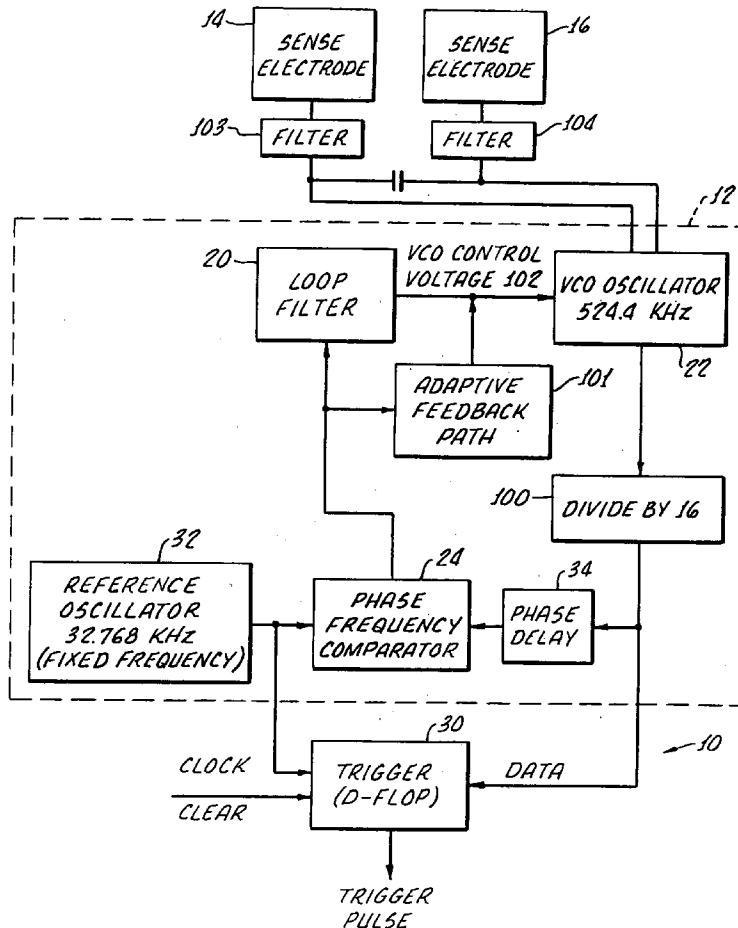 14
SENSE
ELECTRODE
16
SENSE
ELECTRODE
103
FILTER
FILTER
104
12
20
LOOP
FILTER
VCO CONTROL
VOLTAGE 102
VCO OSCILLATOR
524.4 KHz
22
ADAPTIVE
FEEDBACK
PATH
101
100
DIVIDE BY 16
32
REFERENCE
OSCILLATOR
32.768 KHz
(FIXED FREQUENCY)
24
PHASE
FREQUENCY
COMPARATOR
34
PHASE
DELAY
30
10
CLOCK
CLEAR
TRIGGER
(D-FLOP)
DATA
TRIGGER
PULSE